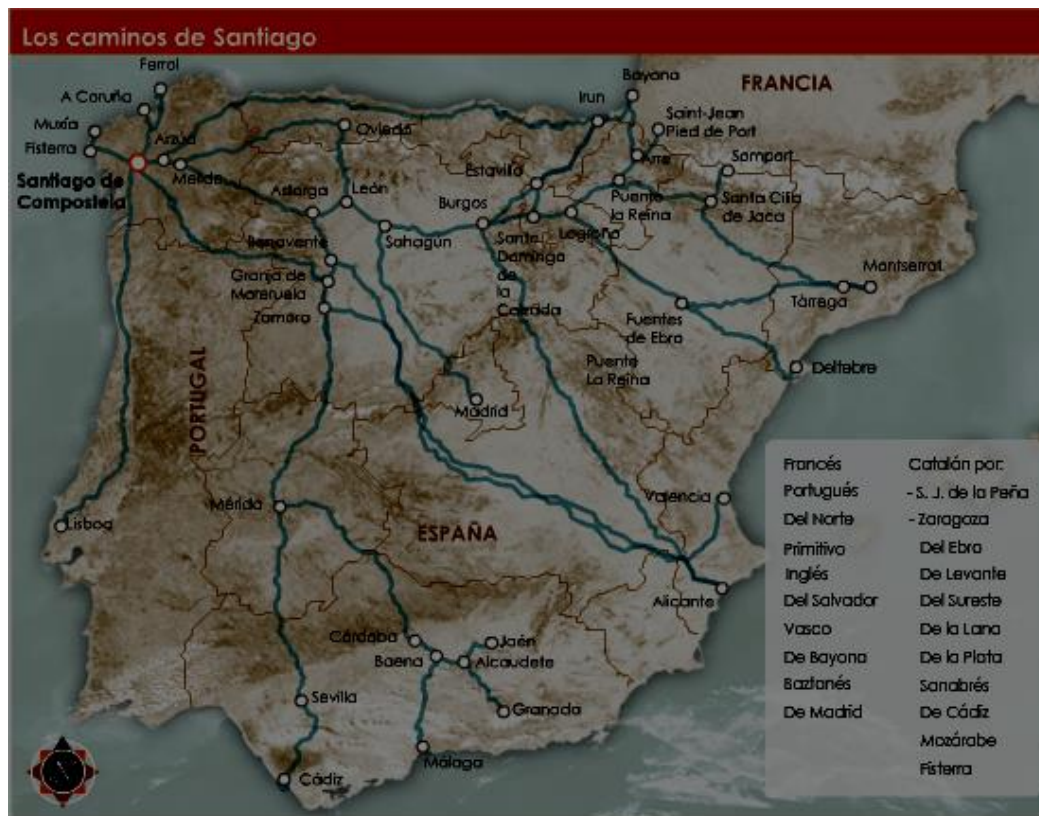 Los caminos de Santiago
Ferrol
A Coruña
Muxía
Fisterra
Santiago de
Compostela
Arzúa
Melide
Oviedo
Irun
Bayona
FRANCIA
Saint-Jean
Pied de Port
Arre
Somport
Estavillo
Astorga
León
Burgos
Puente
la Reina
Santa Cilia
de Jaca
Sahagún
Santo
Domingo
de
la
Calzada
Logroño
Benavente
Granja de
Moreruela
Zamora
Montserrat
Tárrega
Fuentes
de Ebro
Puente
La Reina
Deltebre
PORTUGAL
Madrid
Mérida
ESPAÑA
Valencia
Lisboa
Alicante
Córdoba
Jaén
Baena
Alcaudete
Sevilla
Granada
Málaga
Cádiz
Francés
Portugués
Del Norte
Primitivo
Inglés
Del Salvador
Vasco
De Bayona
Baztanés
De Madrid
Catalán por:
- S. J. de la Peña
- Zaragoza
Del Ebro
De Levante
Del Sureste
De la Lana
De la Plata
Sanabrés
De Cádiz
Mozárabe
Fisterra